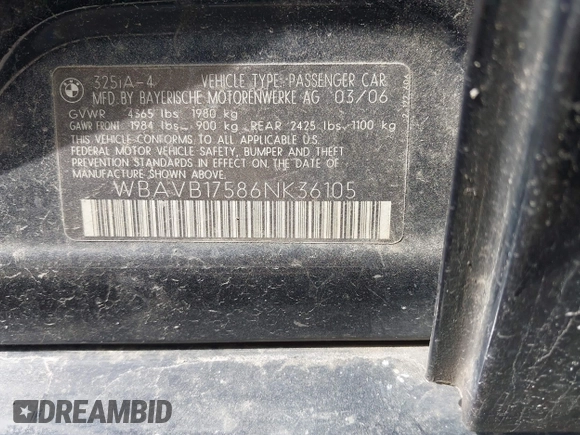 BMW
325iA-4 VEHICLE TYPE-PASSENGER CAR
MFD.BY BAYERISCHE MOTORENWERKE AG 03/06
GVWR 4365 lbs 1980 kg
GAWR FRONT: 1984 lbs- 900 kg - REAR 2425 lbs- 1100 kg
THIS VEHICLE CONFORMS TO ALL APPLICABLE U.S.
FEDERAL MOTOR VEHICLE SAFETY, BUMPER AND THEFT
PREVENTION STANDARDS IN EFFECT ON THE DATE OF
MANUFACTURE SHOWN ABOVE.
WBAVB17586NK36105
DREAMBID